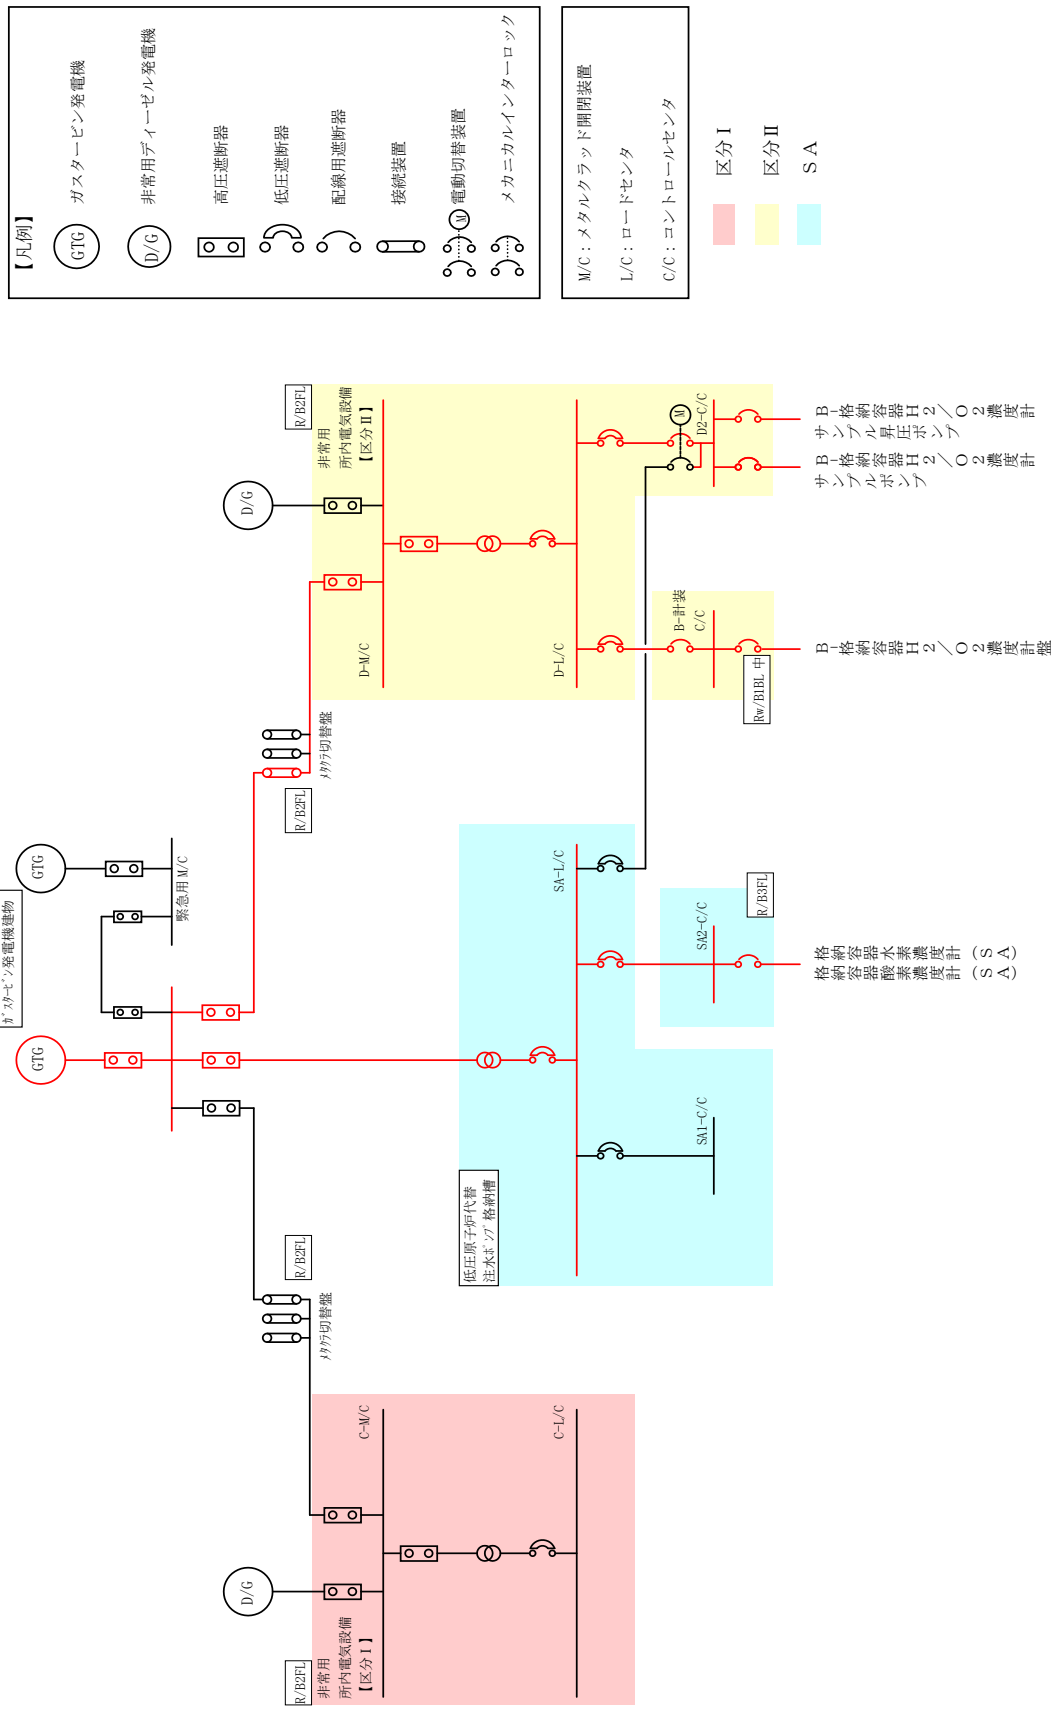 【凡例】
GTG
ガスタービン発電機
D/G
非常用ディーゼル発電機
高圧遮断器
低圧遮断器
配線用遮断器
接続装置
M
電動切替装置
メカニカルインターロック
M/C：メタルクラッド開閉装置
L/C：ロードセンタ
C/C：コントロールセンタ
区分Ⅰ
区分Ⅱ
ＳＡ
ｶﾞｽﾀｰﾋﾞﾝ発電機建物
GTG
GTG
緊急用M/C
R/B2FL
ﾒﾀｸﾗ切替盤
R/B2FL
ﾒﾀｸﾗ切替盤
R/B2FL
非常用
所内電気設備
【区分Ⅰ】
D/G
C-M/C
C-L/C
R/B2FL
非常用
所内電気設備
【区分Ⅱ】
D/G
D-M/C
D-L/C
M
D2-C/C
B-計装
C/C
Rw/B1BL 中
低圧原子炉代替
注水ﾎﾟﾝﾌﾟ格納槽
SA-L/C
SA1-C/C
SA2-C/C
R/B3FL
格納容器水素濃度計（ＳＡ）
格納容器酸素濃度計（ＳＡ）
Ｂ-格納容器Ｈ２／Ｏ２濃度計盤
Ｂ-格納容器Ｈ２／Ｏ２濃度計
サンプルポンプ
Ｂ-格納容器Ｈ２／Ｏ２濃度計
サンプル昇圧ポンプ